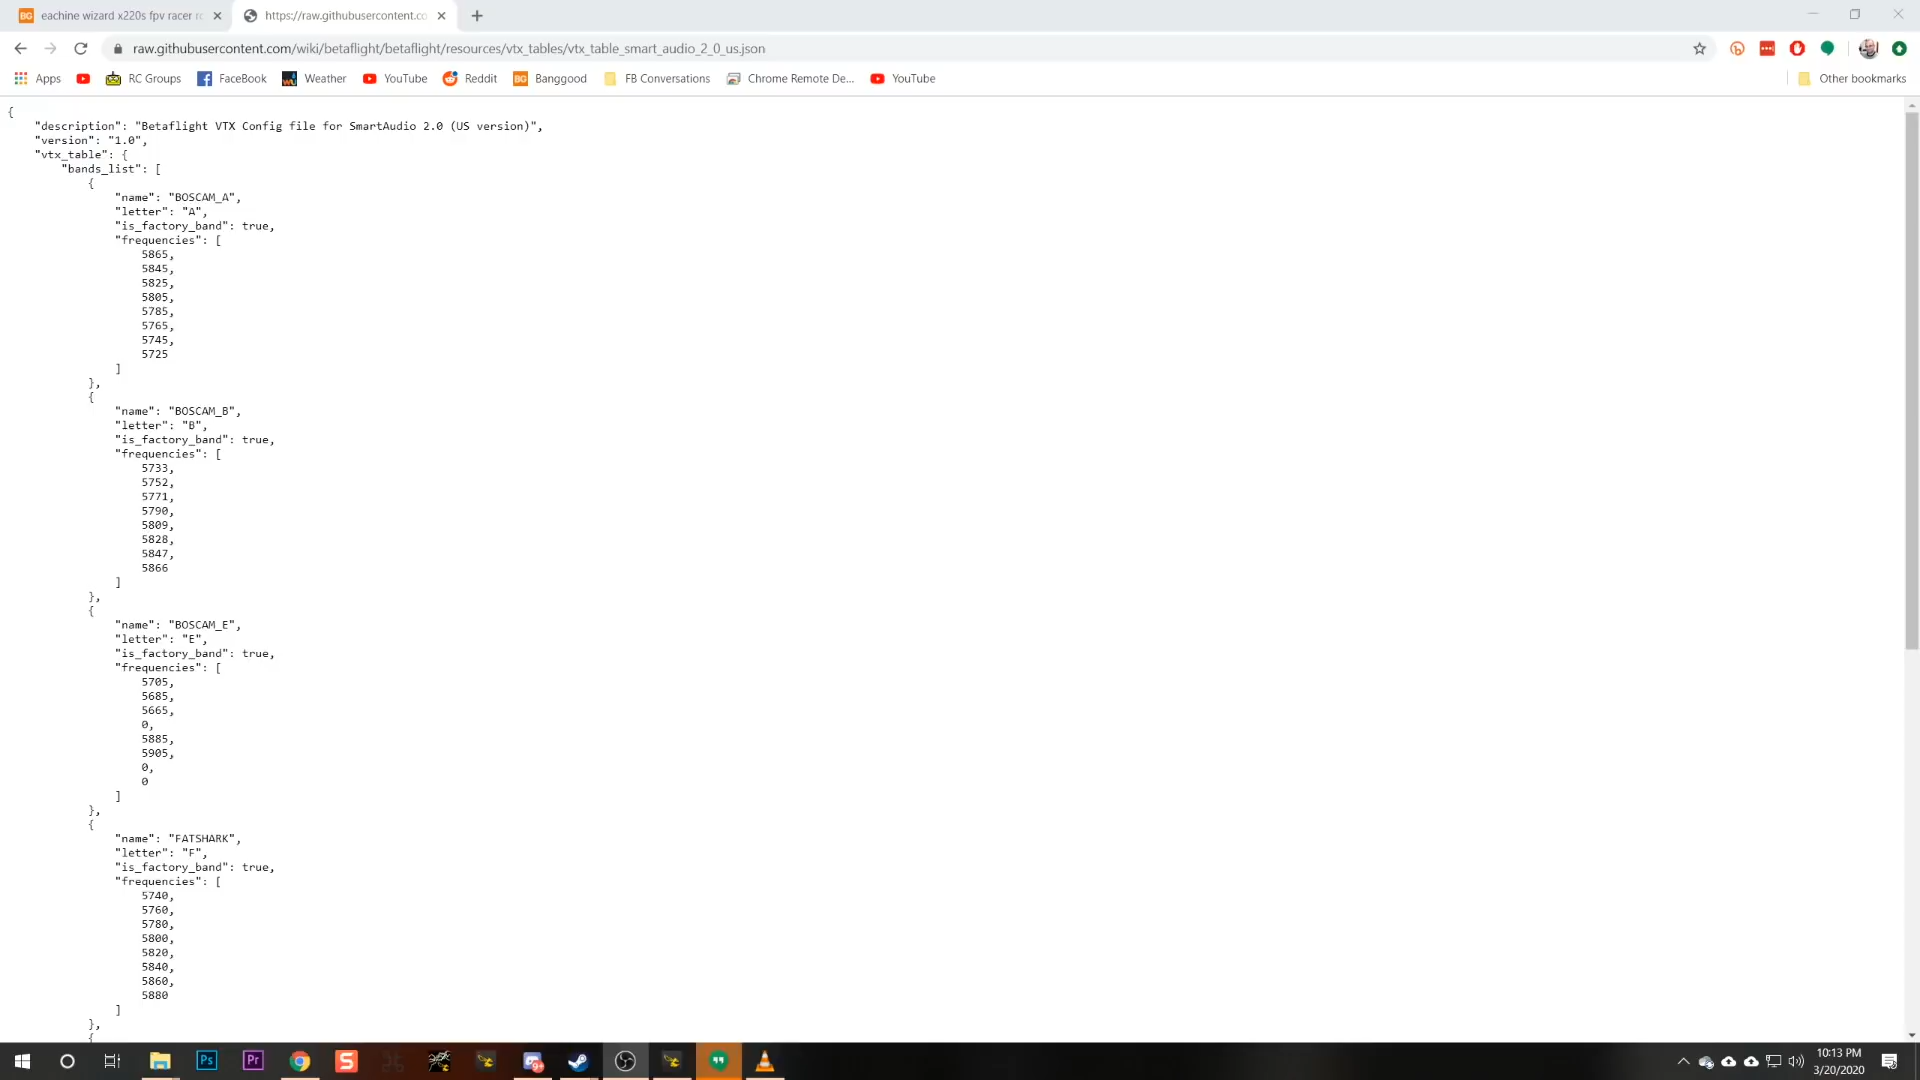 eachine wizard x220s fpv racer
https://raw.githubusercontent.co
raw.githubusercontent.com/wiki/betaflight/betaflight/resources/vtx_tables/vtx_table_smart_audio_2_0_us.json
Apps RC Groups FaceBook Weather YouTube Reddit BG Banggood FB Conversations Chrome Remote De... YouTube Other bookmarks
{
"description": "Betaflight VTX Config file for SmartAudio 2.0 (US version)",
"version": "1.0",
"vtx_table": {
"bands_list": [
{
"name": "BOSCAM_A",
"letter": "A",
"is_factory_band": true,
"frequencies": [
5865,
5845,
5825,
5805,
5785,
5765,
5745,
5725
]
},
{
"name": "BOSCAM_B",
"letter": "B",
"is_factory_band": true,
"frequencies": [
5733,
5752,
5771,
5790,
5809,
5828,
5847,
5866
]
},
{
"name": "BOSCAM_E",
"letter": "E",
"is_factory_band": true,
"frequencies": [
5705,
5685,
5665,
0,
5885,
5905,
0,
0
]
},
{
"name": "FATSHARK",
"letter": "F",
"is_factory_band": true,
"frequencies": [
5740,
5760,
5780,
5800,
5820,
5840,
5860,
5880
]
},
{
Ps Pr S
10:13 PM
3/20/2020